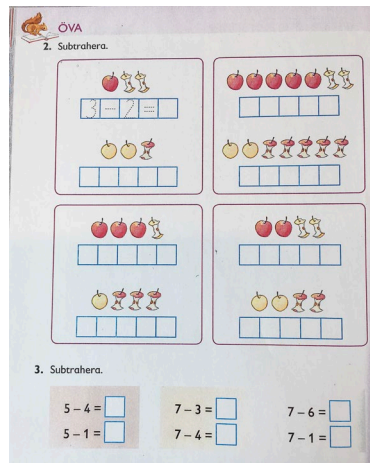 ÖVA
2. Subtrahera.
3 - 2 =
3. Subtrahera.
5 – 4 =
5 – 1 =
7 – 3 =
7 – 4 =
7 – 6 =
7 – 1 =